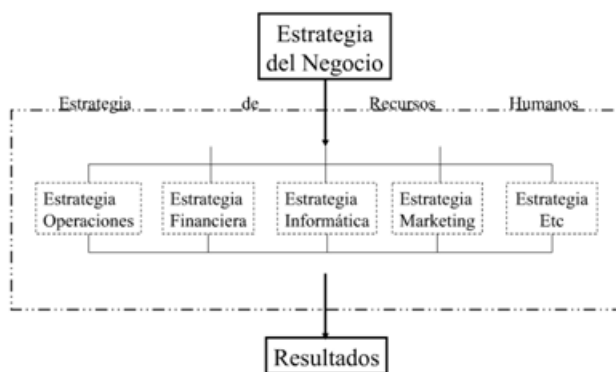 Estrategia
del Negocio
Estrategia de Recursos Humanos
Estrategia
Operaciones
Estrategia
Financiera
Estrategia
Informática
Estrategia
Marketing
Estrategia
Etc
Resultados